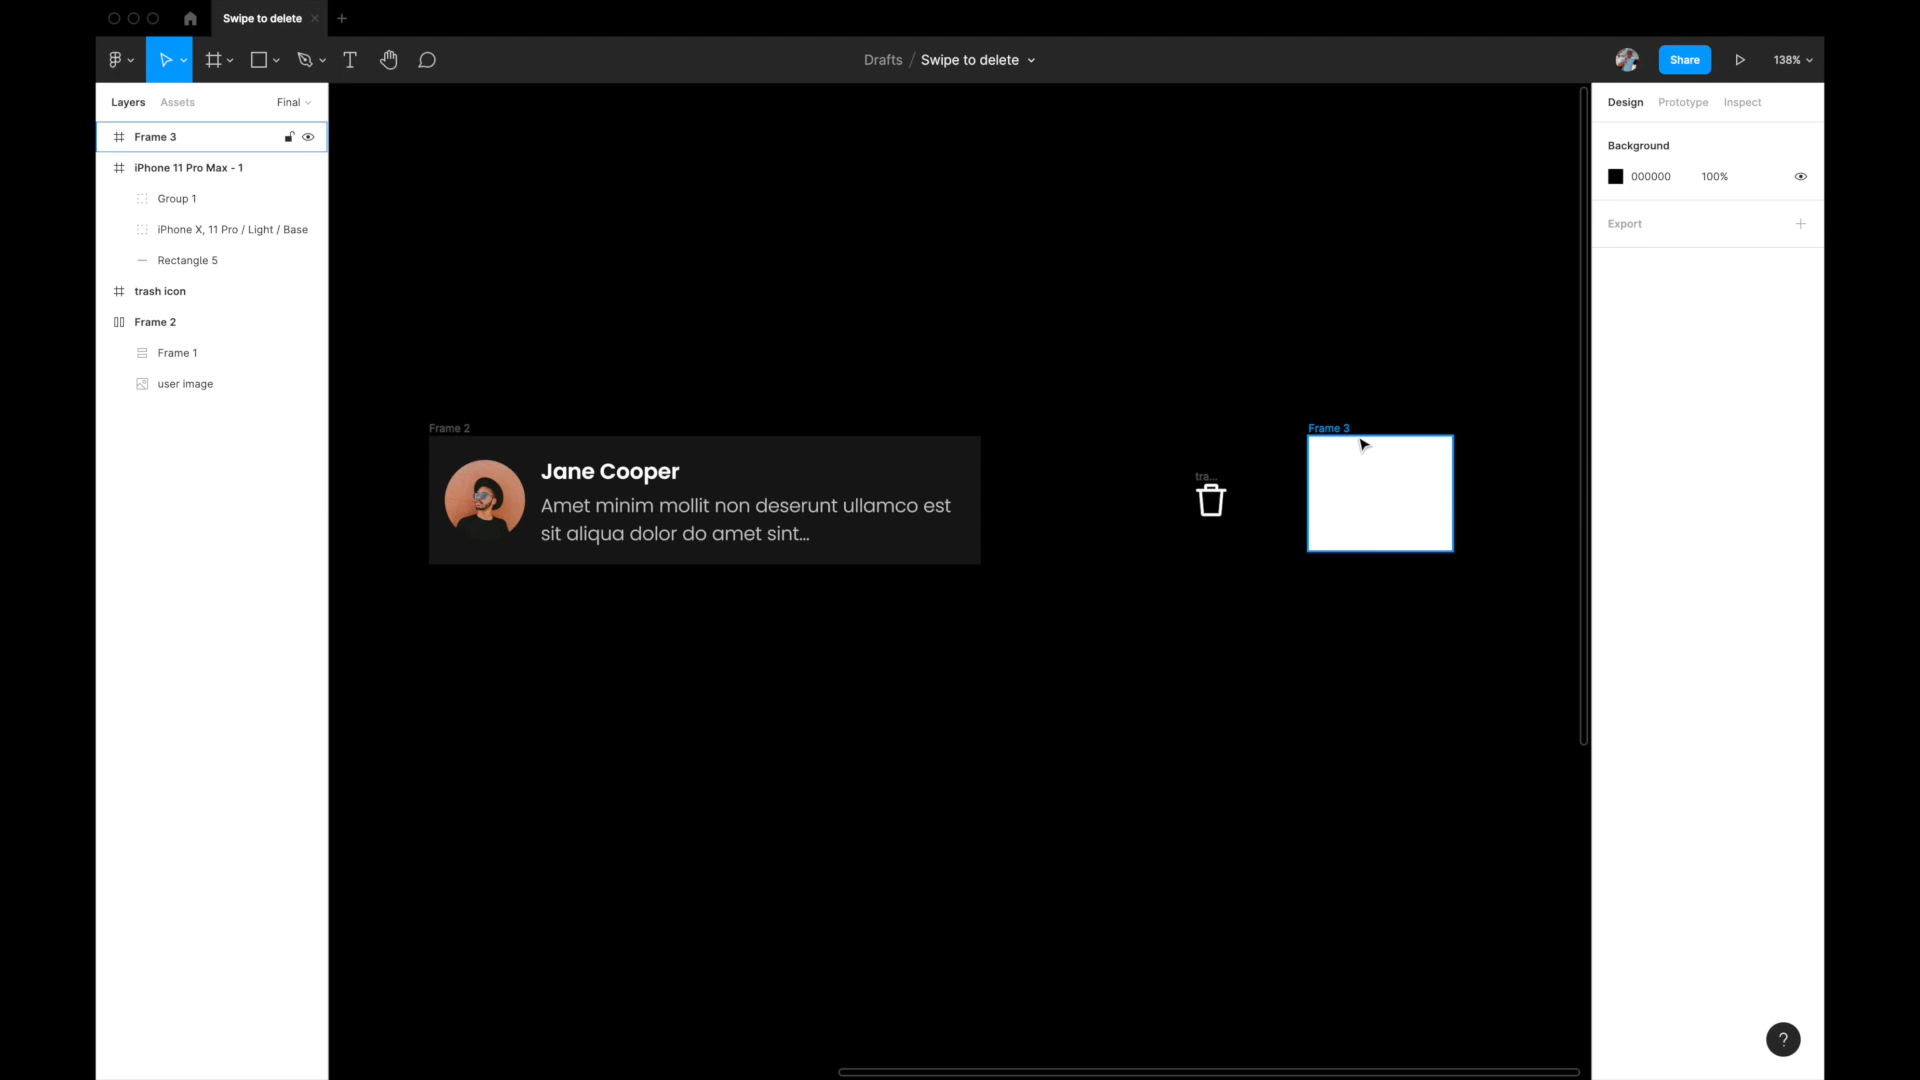 Swipe to delete
Drafts / Swipe to delete
Share
138%
Layers
Assets
Final
Frame 3
iPhone 11 Pro Max - 1
Group 1
iPhone X, 11 Pro / Light / Base
Rectangle 5
trash icon
Frame 2
Frame 1
user image
Frame 2
Jane Cooper
Amet minim mollit non deserunt ullamco est
sit aliqua dolor do amet sint...
tra...
Frame 3
Design
Prototype
Inspect
Background
000000
100%
Export
?